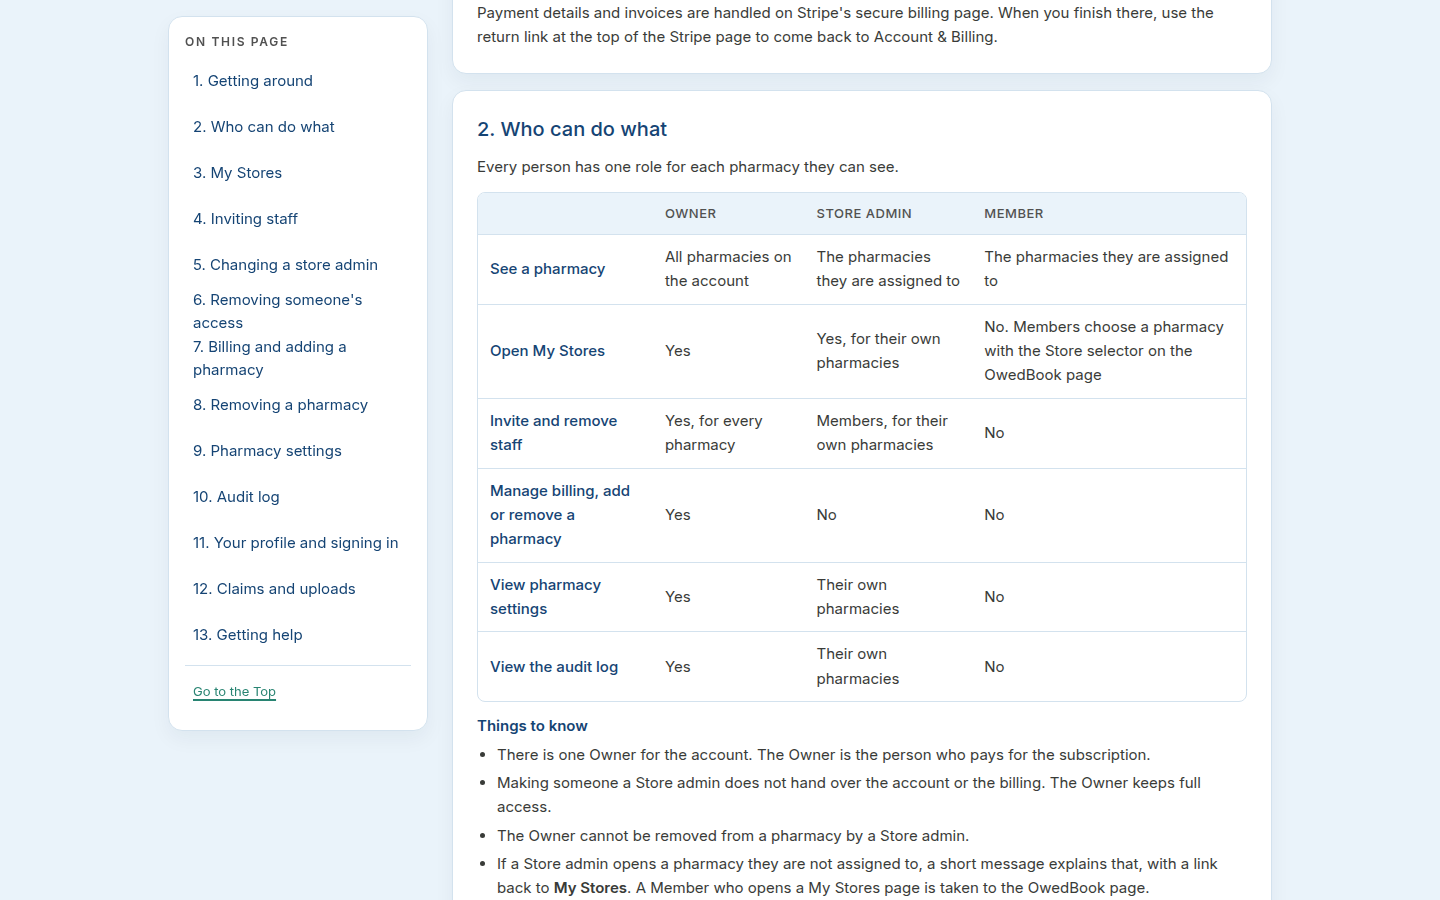 ON THIS PAGE
1. Getting around
2. Who can do what
3. My Stores
4. Inviting staff
5. Changing a store admin
6. Removing someone's
access
7. Billing and adding a
pharmacy
8. Removing a pharmacy
9. Pharmacy settings
10. Audit log
11. Your profile and signing in
12. Claims and uploads
13. Getting help
Go to the Top
Payment details and invoices are handled on Stripe's secure billing page. When you finish there, use the
return link at the top of the Stripe page to come back to Account & Billing.
2. Who can do what
Every person has one role for each pharmacy they can see.
OWNER STORE ADMIN MEMBER
See a pharmacy
All pharmacies on
the account
The pharmacies
they are assigned to
The pharmacies they are assigned
to
Open My Stores
Yes
Yes, for their own
pharmacies
No. Members choose a pharmacy
with the Store selector on the
OwedBook page
Invite and remove
staff
Yes, for every
pharmacy
Members, for their
own pharmacies
No
Manage billing, add
or remove a
pharmacy
Yes
No
No
View pharmacy
settings
Yes
Their own
pharmacies
No
View the audit log
Yes
Their own
pharmacies
No
Things to know
• There is one Owner for the account. The Owner is the person who pays for the subscription.
• Making someone a Store admin does not hand over the account or the billing. The Owner keeps full
access.
• The Owner cannot be removed from a pharmacy by a Store admin.
• If a Store admin opens a pharmacy they are not assigned to, a short message explains that, with a link
back to My Stores. A Member who opens a My Stores page is taken to the OwedBook page.